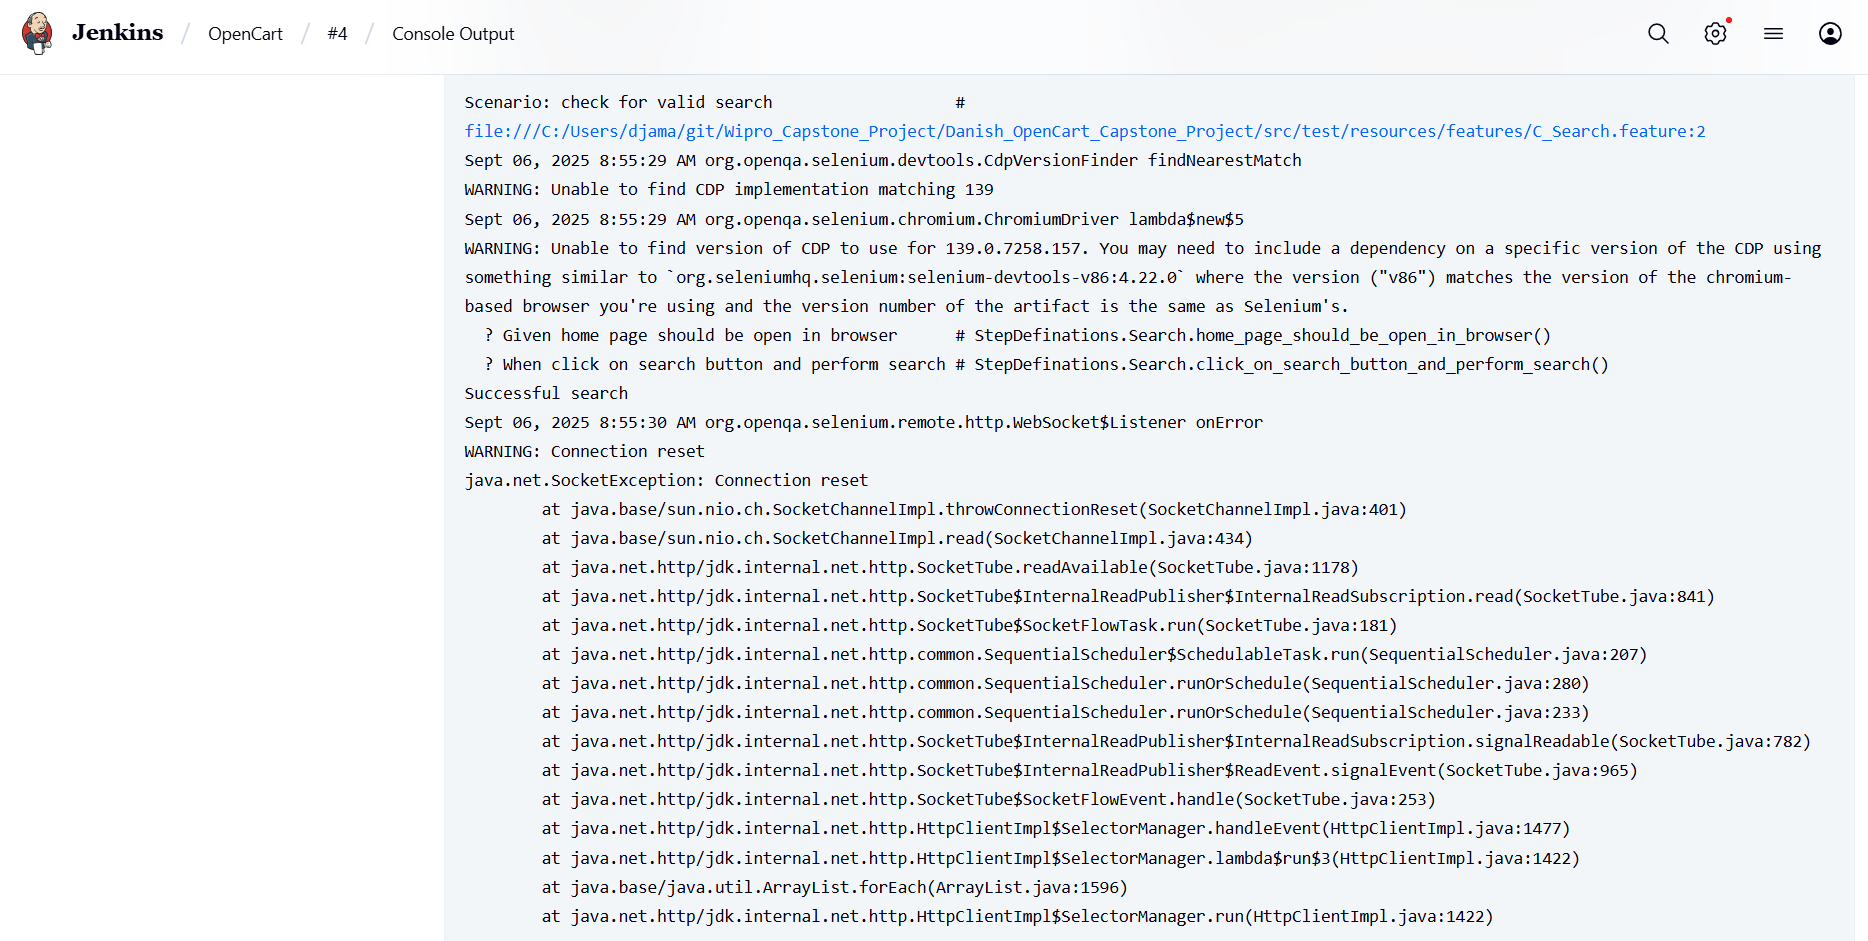 Jenkins / OpenCart / #4 / Console Output
Scenario: check for valid search                   #
file:///C:/Users/djama/git/Wipro_Capstone_Project/Danish_OpenCart_Capstone_Project/src/test/resources/features/C_Search.feature:2
Sept 06, 2025 8:55:29 AM org.openqa.selenium.devtools.CdpVersionFinder findNearestMatch
WARNING: Unable to find CDP implementation matching 139
Sept 06, 2025 8:55:29 AM org.openqa.selenium.chromium.ChromiumDriver lambda$new$5
WARNING: Unable to find version of CDP to use for 139.0.7258.157. You may need to include a dependency on a specific version of the CDP using
something similar to `org.seleniumhq.selenium:selenium-devtools-v86:4.22.0` where the version ("v86") matches the version of the chromium-
based browser you're using and the version number of the artifact is the same as Selenium's.
  ? Given home page should be open in browser      # StepDefinations.Search.home_page_should_be_open_in_browser()
  ? When click on search button and perform search # StepDefinations.Search.click_on_search_button_and_perform_search()
Successful search
Sept 06, 2025 8:55:30 AM org.openqa.selenium.remote.http.WebSocket$Listener onError
WARNING: Connection reset
java.net.SocketException: Connection reset
	at java.base/sun.nio.ch.SocketChannelImpl.throwConnectionReset(SocketChannelImpl.java:401)
	at java.base/sun.nio.ch.SocketChannelImpl.read(SocketChannelImpl.java:434)
	at java.net.http/jdk.internal.net.http.SocketTube.readAvailable(SocketTube.java:1178)
	at java.net.http/jdk.internal.net.http.SocketTube$InternalReadPublisher$InternalReadSubscription.read(SocketTube.java:841)
	at java.net.http/jdk.internal.net.http.SocketTube$SocketFlowTask.run(SocketTube.java:181)
	at java.net.http/jdk.internal.net.http.common.SequentialScheduler$SchedulableTask.run(SequentialScheduler.java:207)
	at java.net.http/jdk.internal.net.http.common.SequentialScheduler.runOrSchedule(SequentialScheduler.java:280)
	at java.net.http/jdk.internal.net.http.common.SequentialScheduler.runOrSchedule(SequentialScheduler.java:233)
	at java.net.http/jdk.internal.net.http.SocketTube$InternalReadPublisher$InternalReadSubscription.signalReadable(SocketTube.java:782)
	at java.net.http/jdk.internal.net.http.SocketTube$InternalReadPublisher$ReadEvent.signalEvent(SocketTube.java:965)
	at java.net.http/jdk.internal.net.http.SocketTube$SocketFlowEvent.handle(SocketTube.java:253)
	at java.net.http/jdk.internal.net.http.HttpClientImpl$SelectorManager.handleEvent(HttpClientImpl.java:1477)
	at java.net.http/jdk.internal.net.http.HttpClientImpl$SelectorManager.lambda$run$3(HttpClientImpl.java:1422)
	at java.base/java.util.ArrayList.forEach(ArrayList.java:1596)
	at java.net.http/jdk.internal.net.http.HttpClientImpl$SelectorManager.run(HttpClientImpl.java:1422)